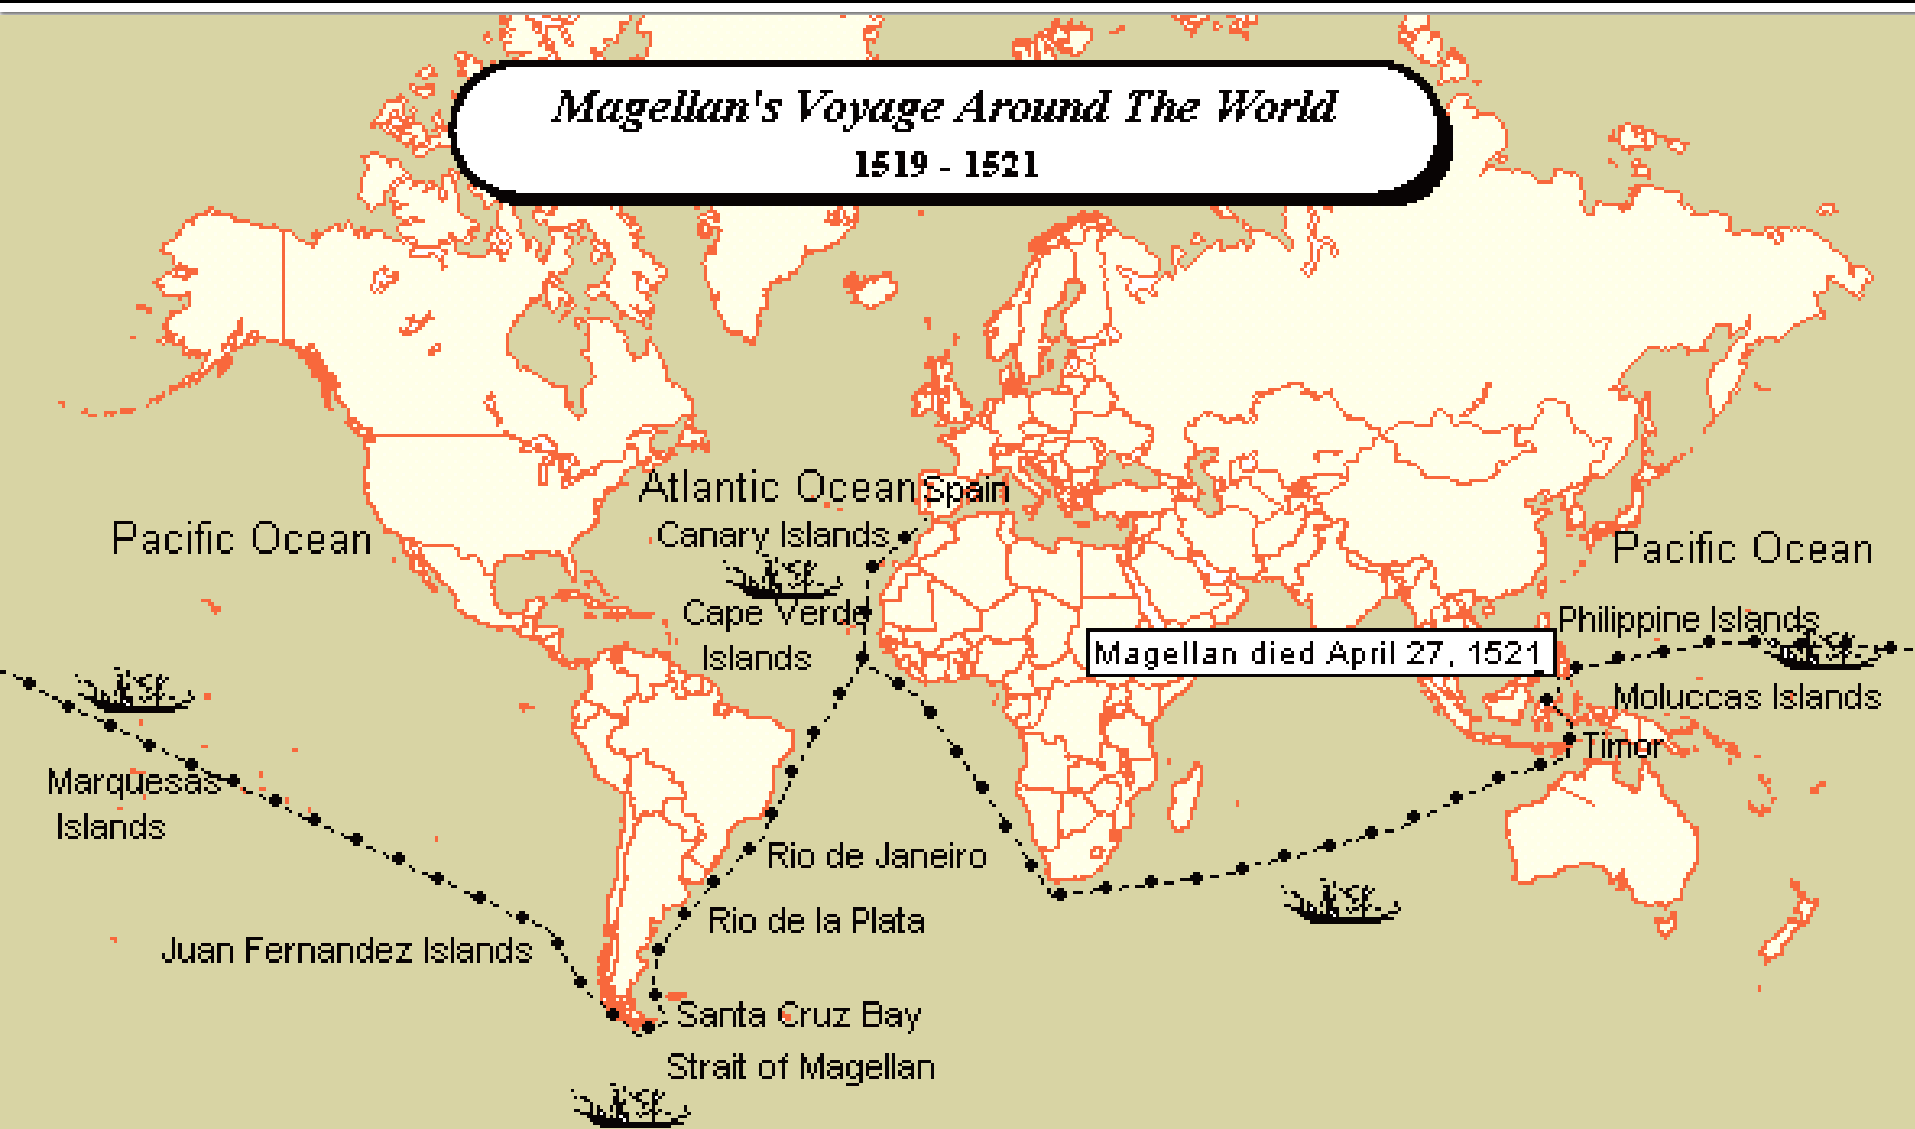 Magellan's Voyage Around The World
1519 - 1521
Atlantic Ocean
Spain
Canary Islands
Pacific Ocean
Pacific Ocean
Cape Verde
Islands
Philippine Islands
Magellan died April 27, 1521
Moluccas Islands
Timor
Marquesas
Islands
Rio de Janeiro
Rio de la Plata
Juan Fernandez Islands
Santa Cruz Bay
Strait of Magellan